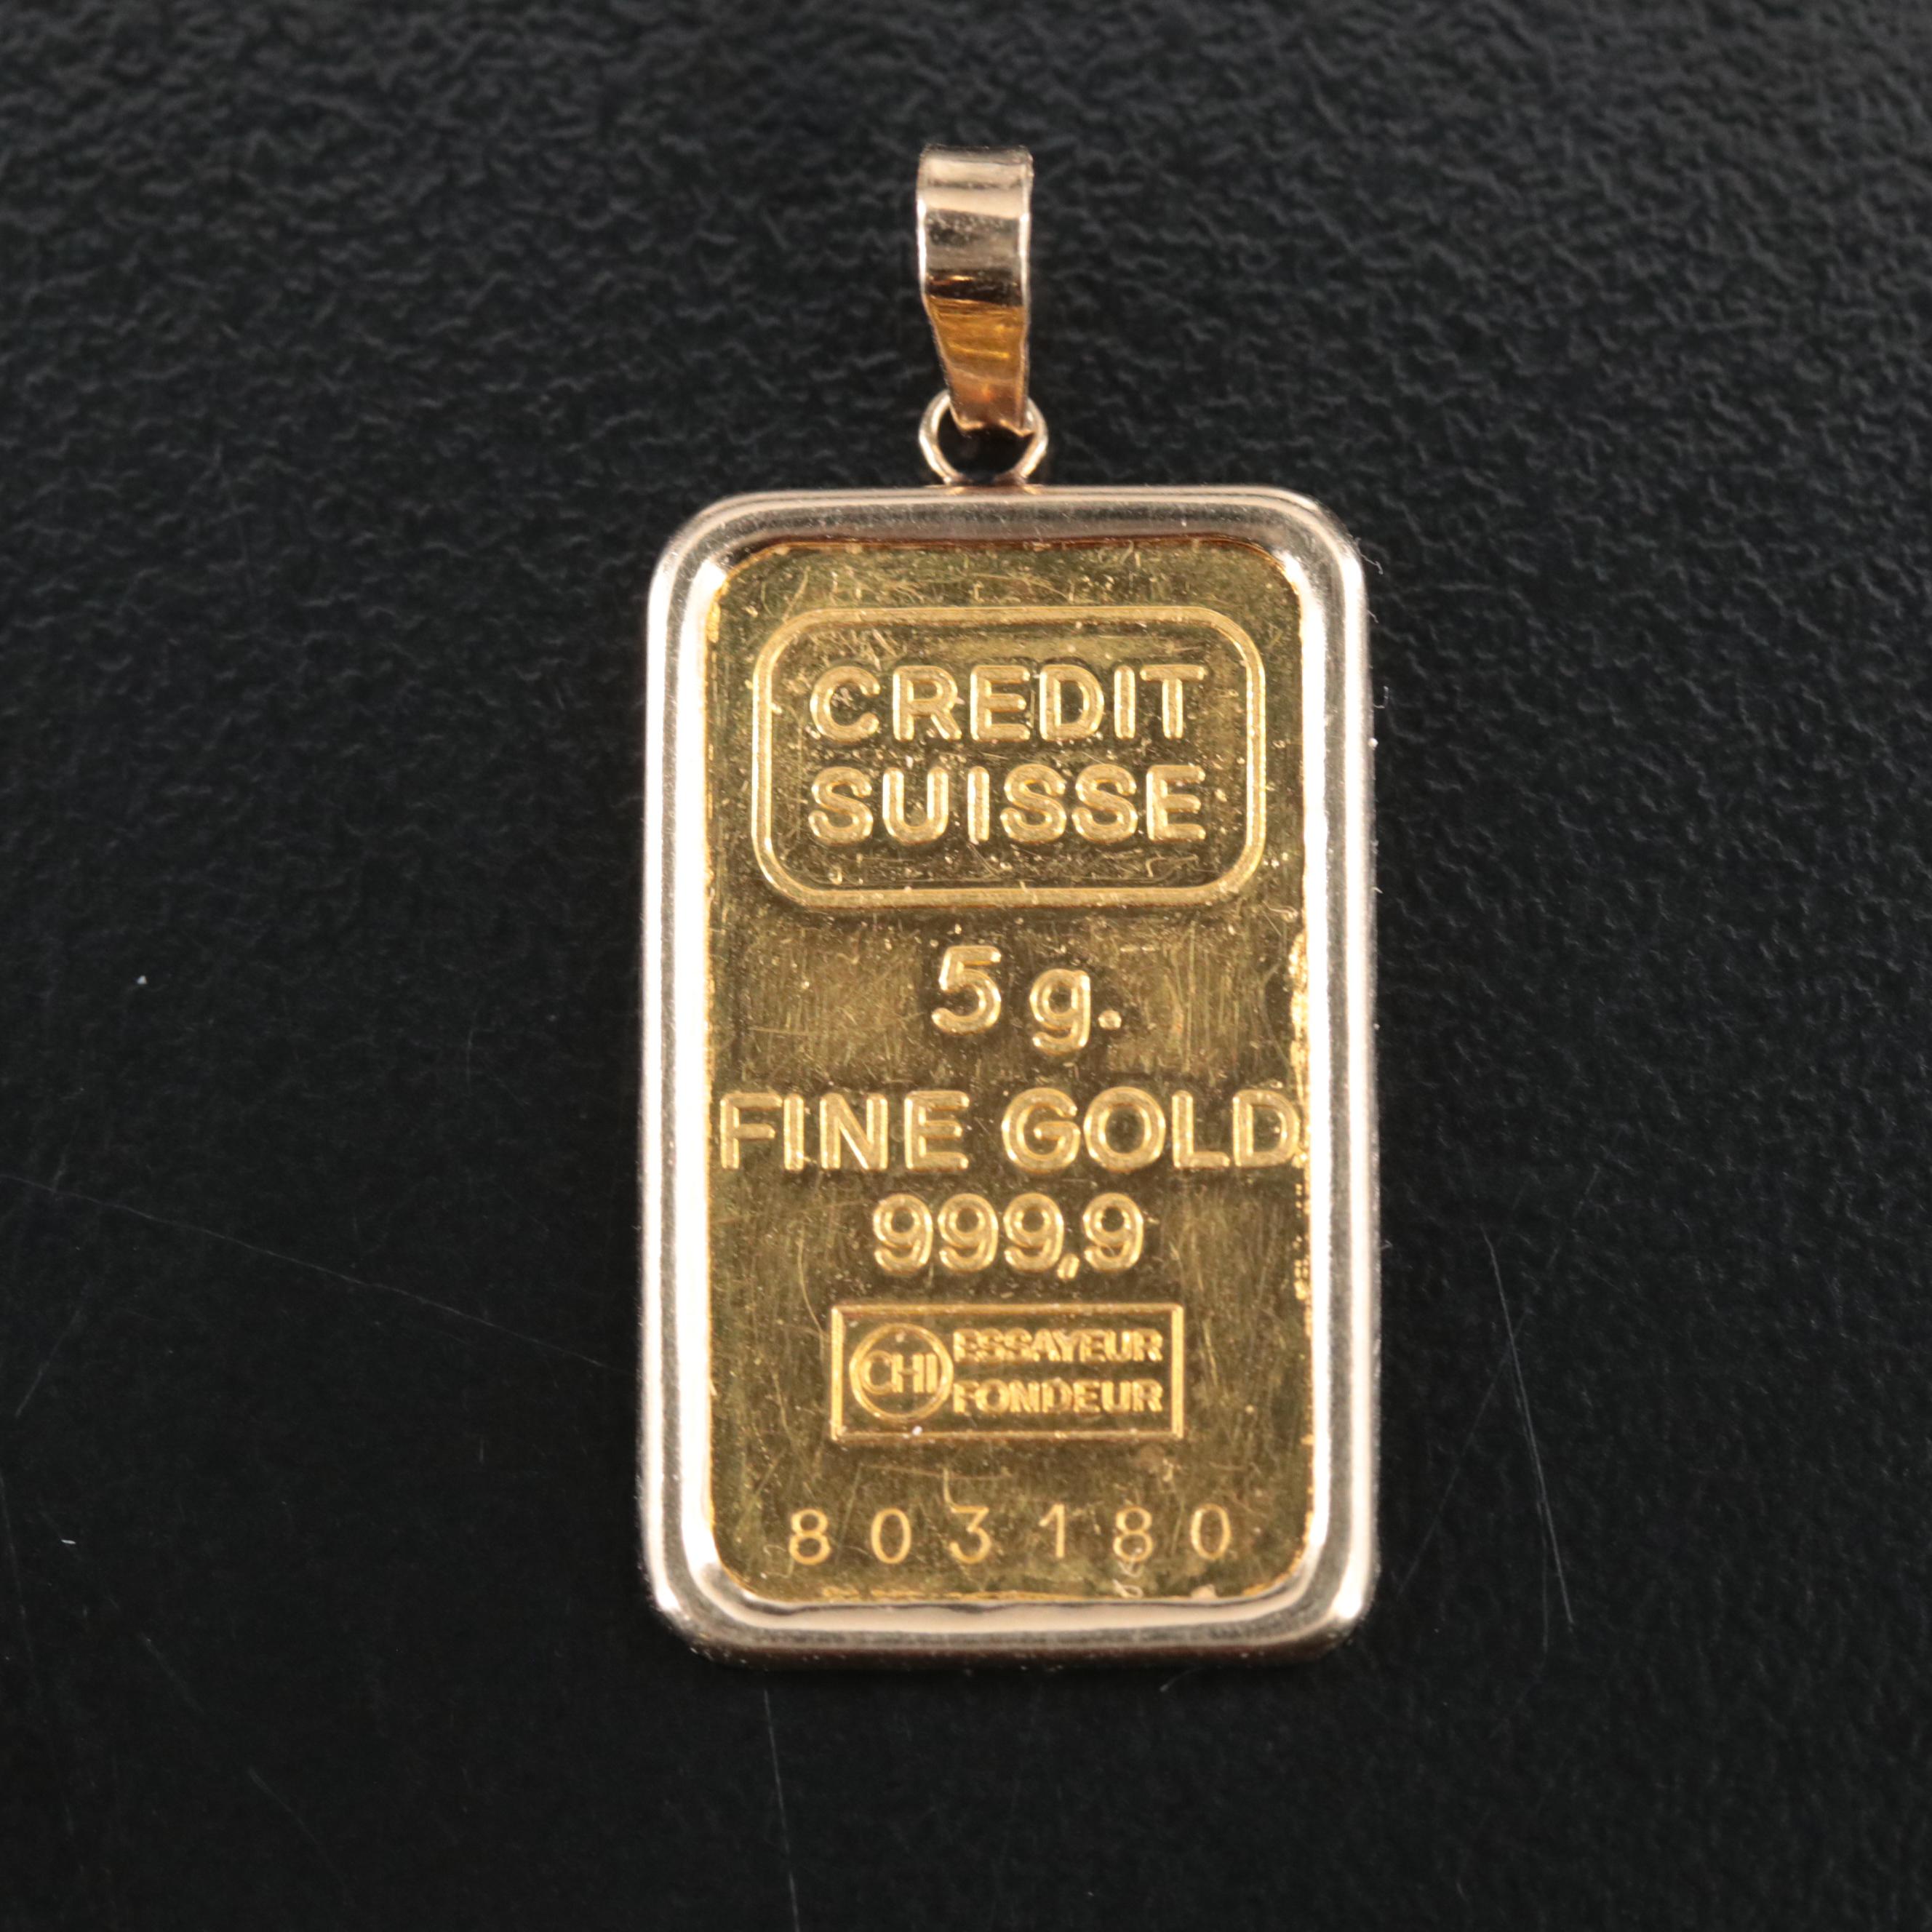 CREDIT
SUISSE
5 g.
FINE GOLD
999,9
CHI ESSAYEUR
FONDEUR
803180